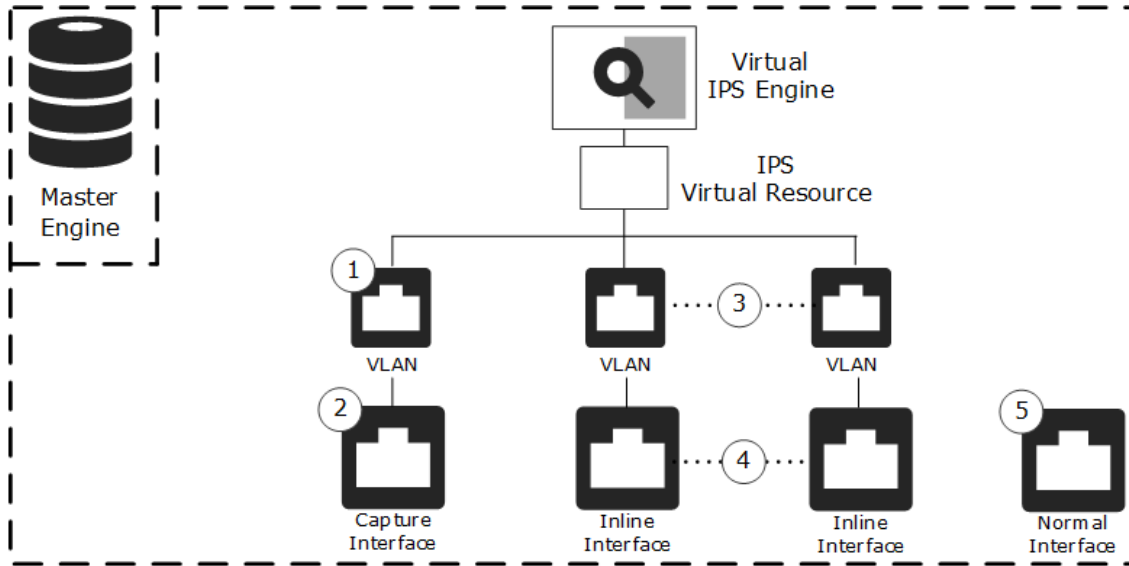 Master
Engine
Virtual
IPS Engine
IPS
Virtual Resource
1
3
VLAN
VLAN
VLAN
2
4
5
Capture
Interface
Inline
Interface
Inline
Interface
Normal
Interface